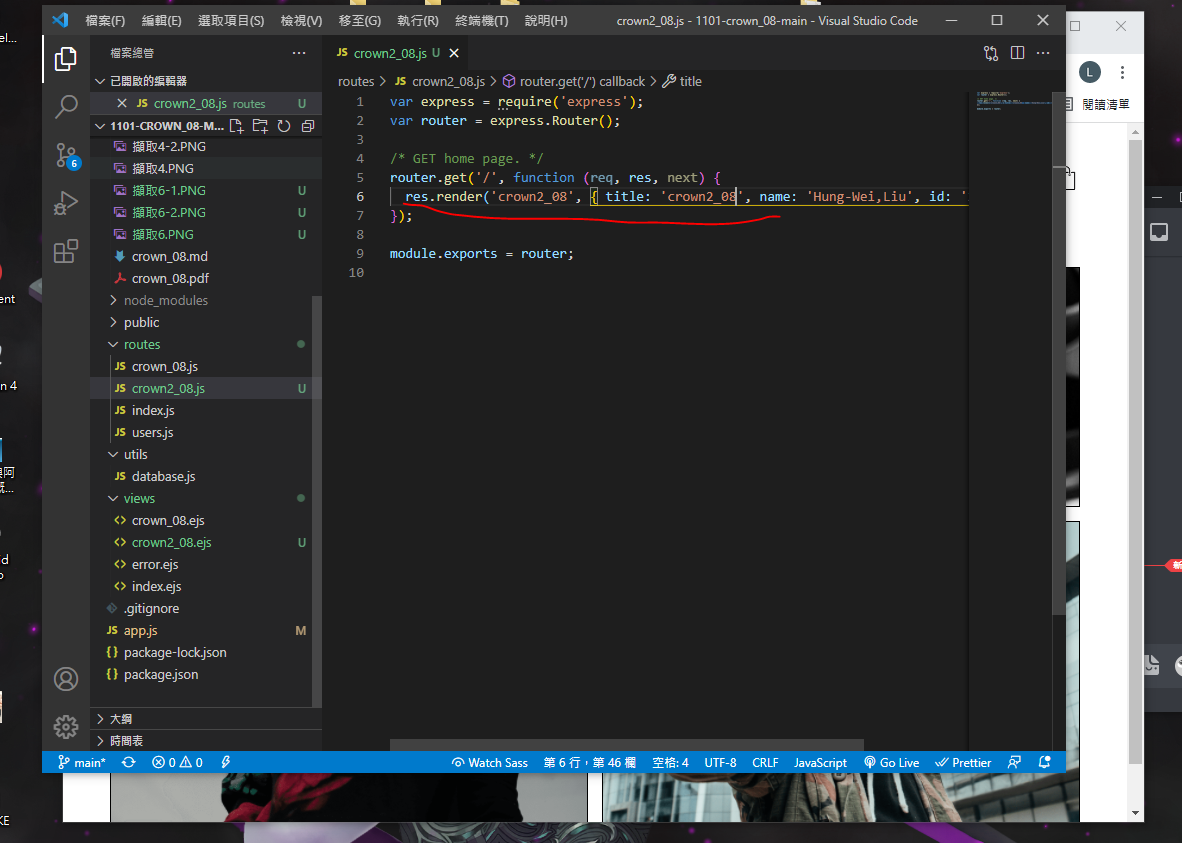 檔案(F) 編輯(E) 選取項目(S) 檢視(V) 移至(G) 執行(R) 終端機(T) 說明(H) crown2_08.js - 1101-crown_08-main - Visual Studio Code
檔案總管
JS crown2_08.js U
已開啟的編輯器
JS crown2_08.js routes U
1101-CROWN_08-M...
擷取4-2.PNG
擷取4.PNG
擷取6-1.PNG U
擷取6-2.PNG U
擷取6.PNG U
crown_08.md
crown_08.pdf
node_modules
public
routes
JS crown_08.js
JS crown2_08.js U
JS index.js
JS users.js
utils
JS database.js
views
crown_08.ejs
crown2_08.ejs U
error.ejs
index.ejs
.gitignore
JS app.js M
package-lock.json
package.json
大綱
時間表
6
routes > JS crown2_08.js > router.get('/') callback > title
1 var express = require('express');
2 var router = express.Router();
3
4 /* GET home page. */
5 router.get('/', function (req, res, next) {
6 res.render('crown2_08', { title: 'crown2_08', name: 'Hung-Wei,Liu', id: '
7 });
8
9 module.exports = router;
10
main* 0 0 Watch Sass 第 6 行，第 46 欄 空格: 4 UTF-8 CRLF JavaScript Go Live Prettier
L
閱讀清單
新
el...
ent
n 4